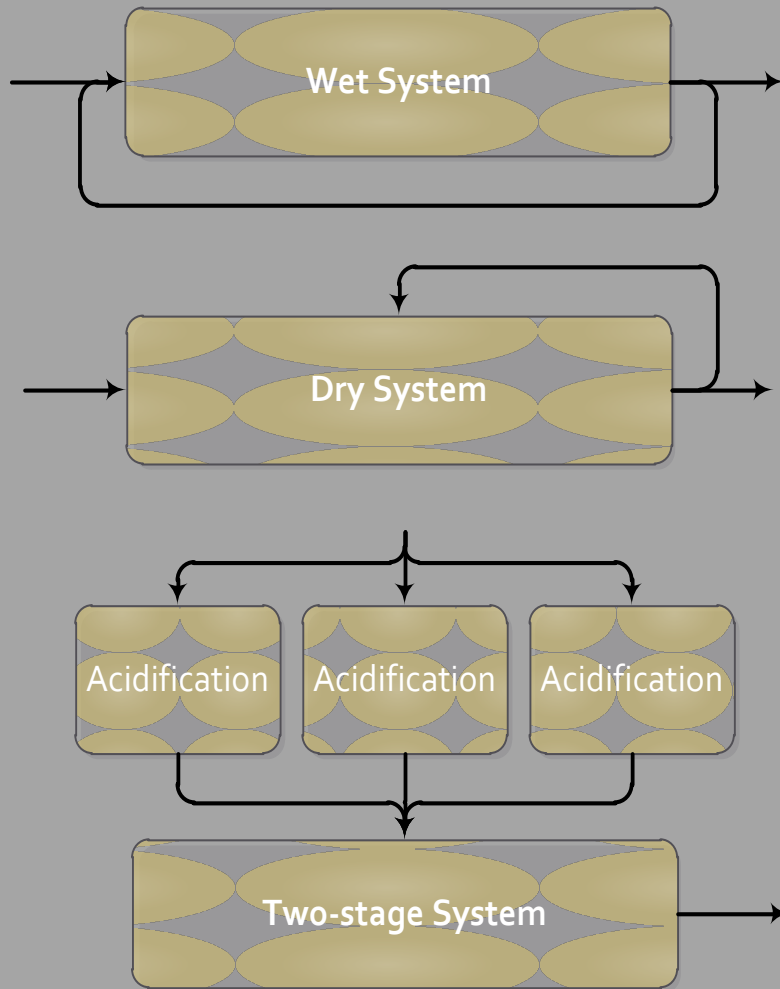 Wet System
Dry System
Acidification
Acidification
Acidification
Two-stage System